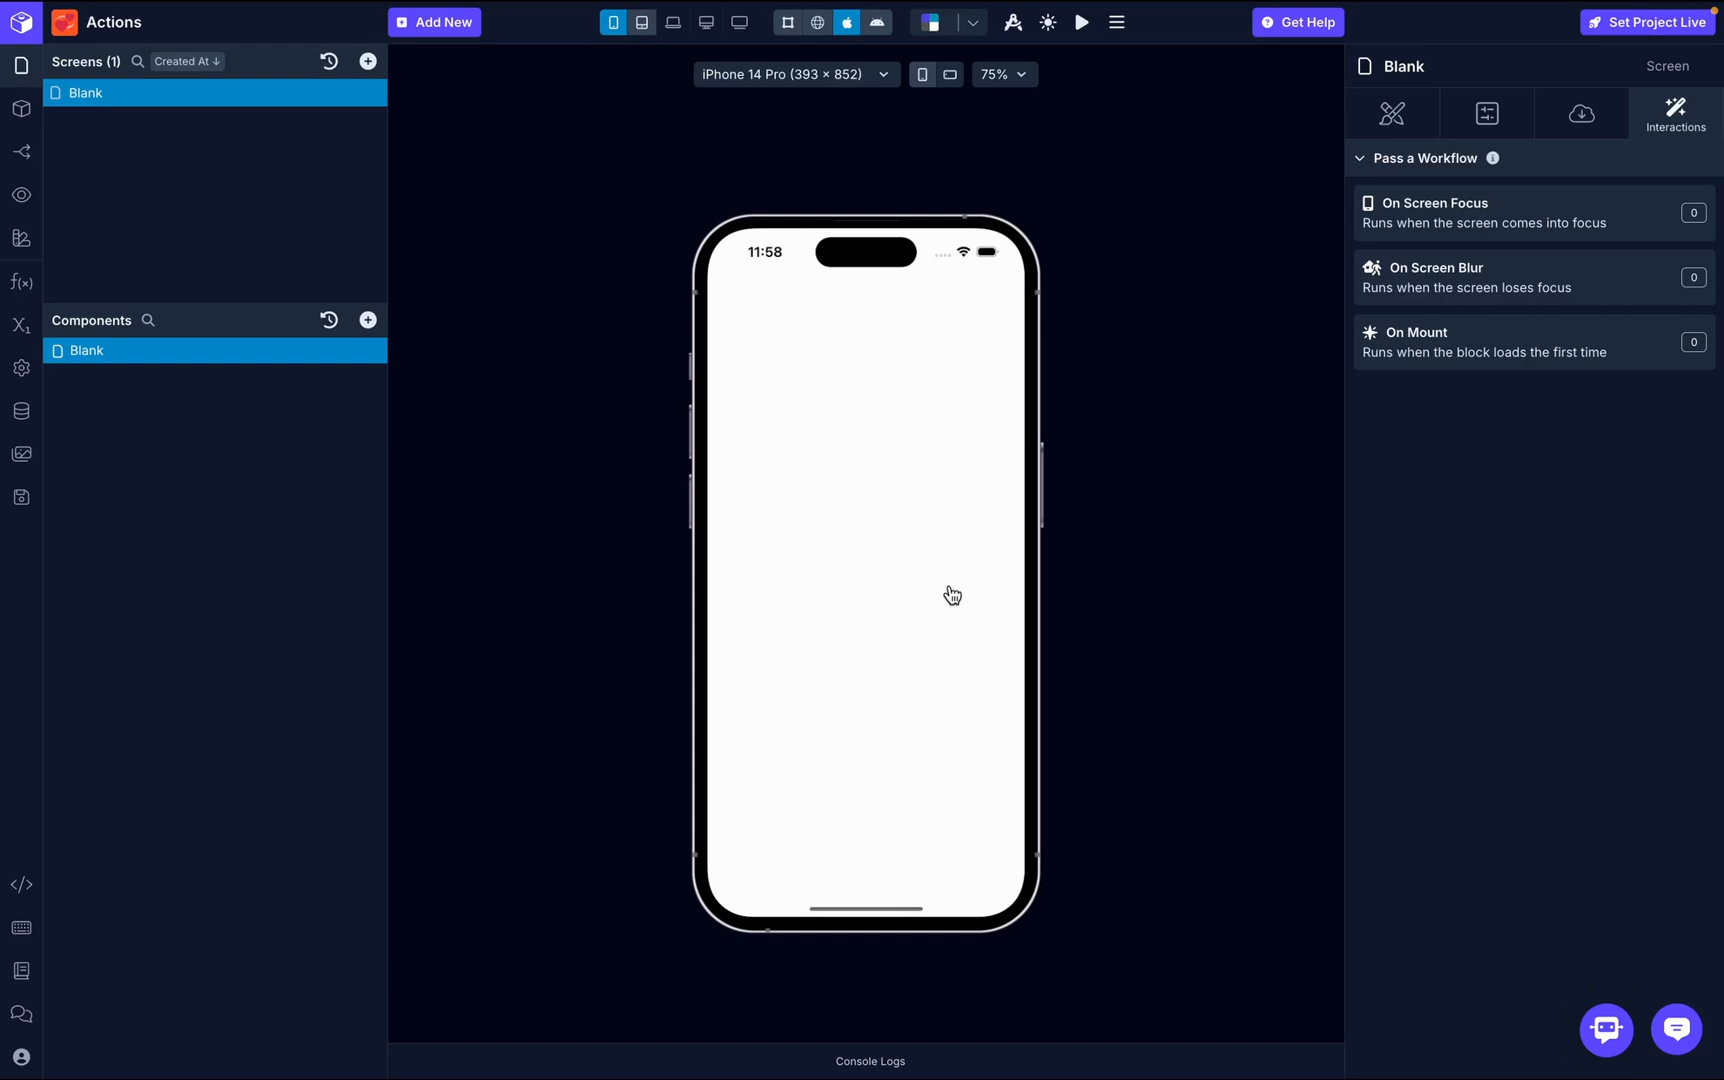 Actions
Add New
Get Help
Set Project Live
Screens (1)
Created At ↓
Blank
Components
Blank
f(x)
X₁
</>
iPhone 14 Pro (393 × 852)
75%
11:58
Console Logs
Blank
Screen
Interactions
Pass a Workflow
On Screen Focus
Runs when the screen comes into focus
0
On Screen Blur
Runs when the screen loses focus
0
On Mount
Runs when the block loads the first time
0